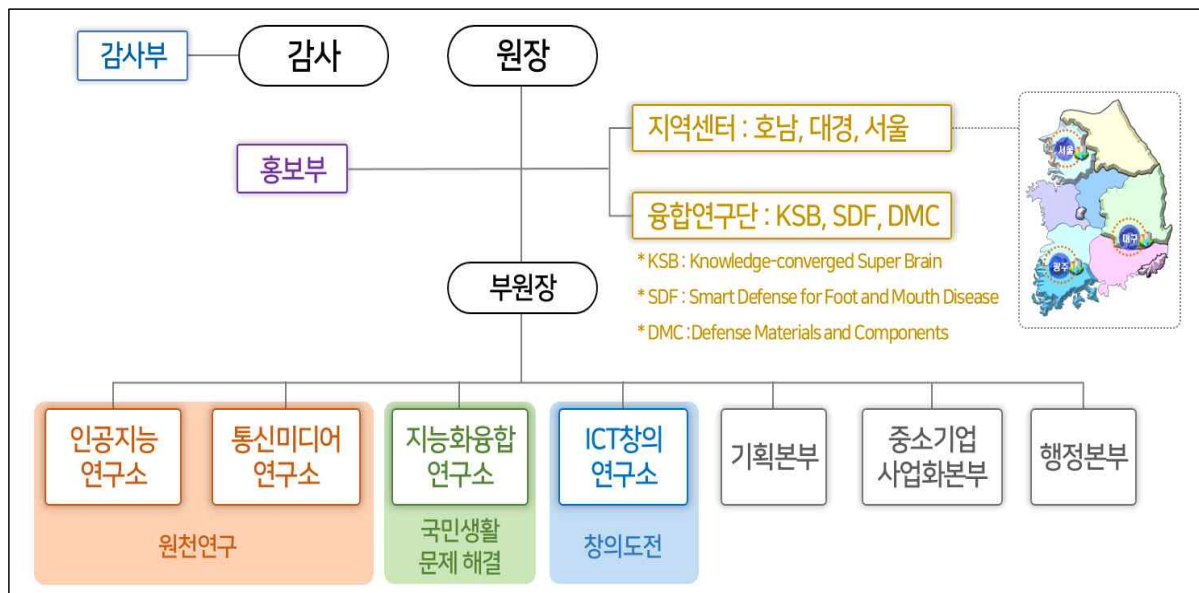 감사부
감사
원장
홍보부
지역센터 : 호남, 대경, 서울
융합연구단 : KSB, SDF, DMC
* KSB : Knowledge-converged Super Brain
* SDF : Smart Defense for Foot and Mouth Disease
* DMC :Defense Materials and Components
서울
대구
광주
부원장
인공지능
연구소
통신미디어
연구소
지능화융합
연구소
ICT창의
연구소
기획본부
중소기업
사업화본부
행정본부
원천연구
국민생활
문제 해결
창의도전